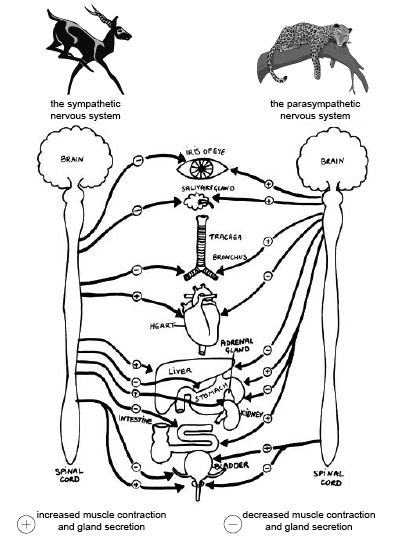 the sympathetic
nervous system
the parasympathetic
nervous system
BRAIN
IRIS OF EYE
BRAIN
SALIVARY GLAND
TRACHEA
BRONCHUS
HEART
ADRENAL
GLAND
LIVER
STOMACH
KIDNEY
INTESTINE
BLADDER
SPINAL
CORD
SPINAL
CORD
+ increased muscle contraction
and gland secretion
− decreased muscle contraction
and gland secretion